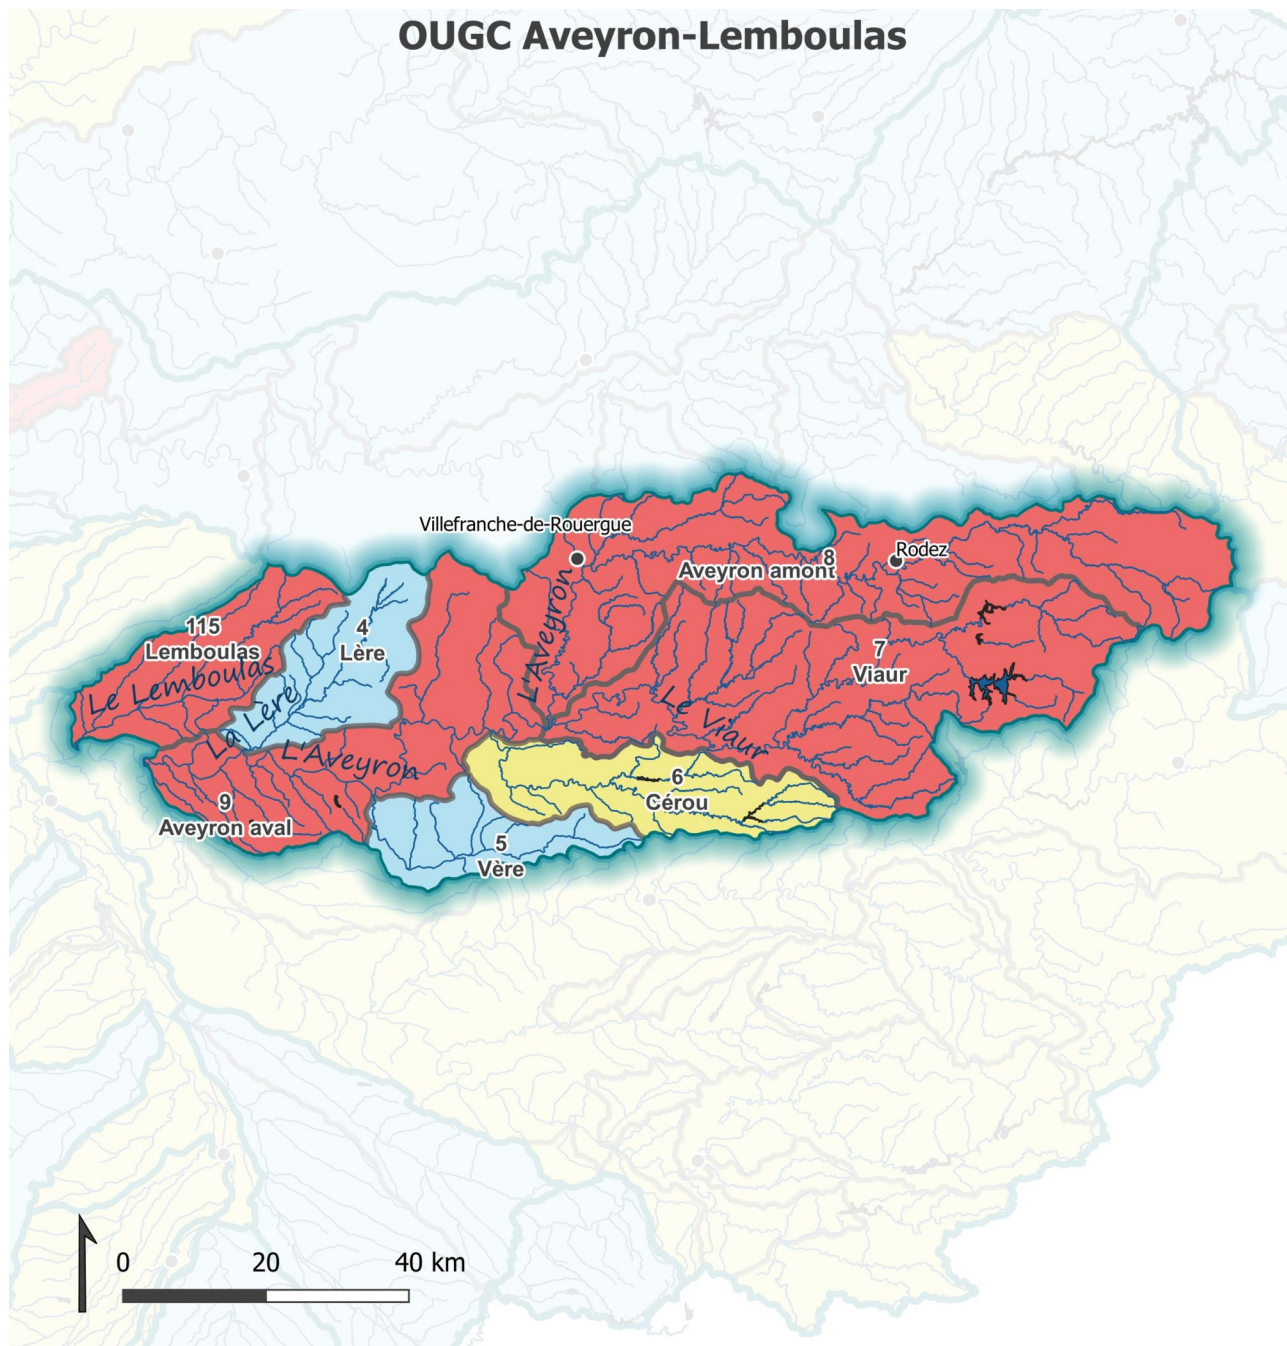 OUGC Aveyron-Lemboulas
Villefranche-de-Rouergue
Rodez
8
Aveyron amont
L'Aveyron
115
Lemboulas
Le Lemboulas
4
Lère
La Lère
7
Viaur
Le Viaur
L'Aveyron
9
Aveyron aval
6
Cérou
5
Vère
0 20 40 km